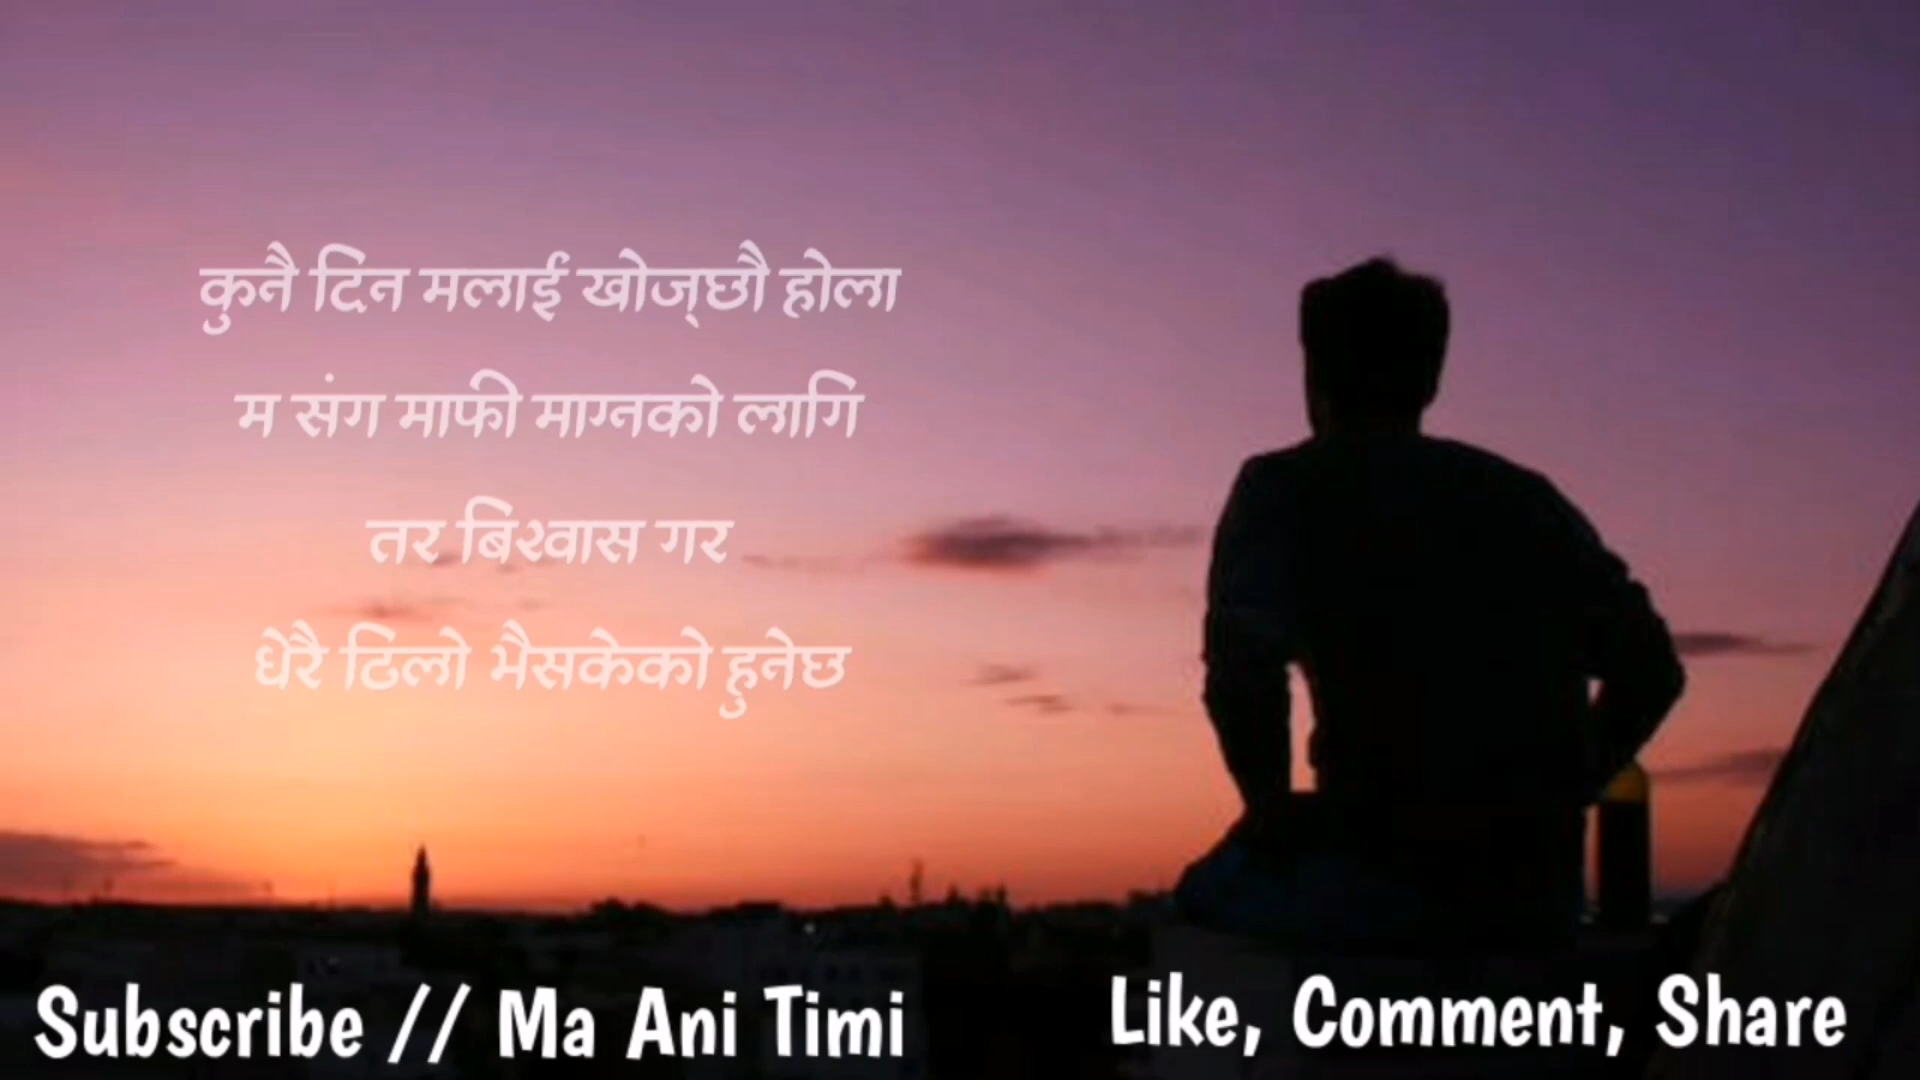 कुनै दिन मलाई खोज्छौ होला
म संग माफी माग्नको लागि
तर बिश्वास गर
धेरै ढिलो भैसकेको हुनेछ
Subscribe // Ma Ani Timi
Like, Comment, Share